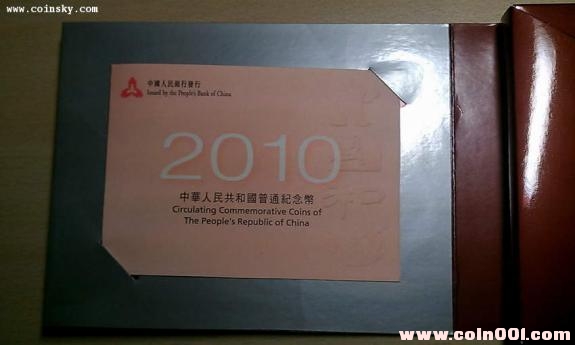 www.coinsky.com
中國人民銀行發行
Issued by the People's Bank of China
2010
中華人民共和國普通紀念幣
Circulating Commemorative Coins of
The People's Republic of China
www.coin001.com